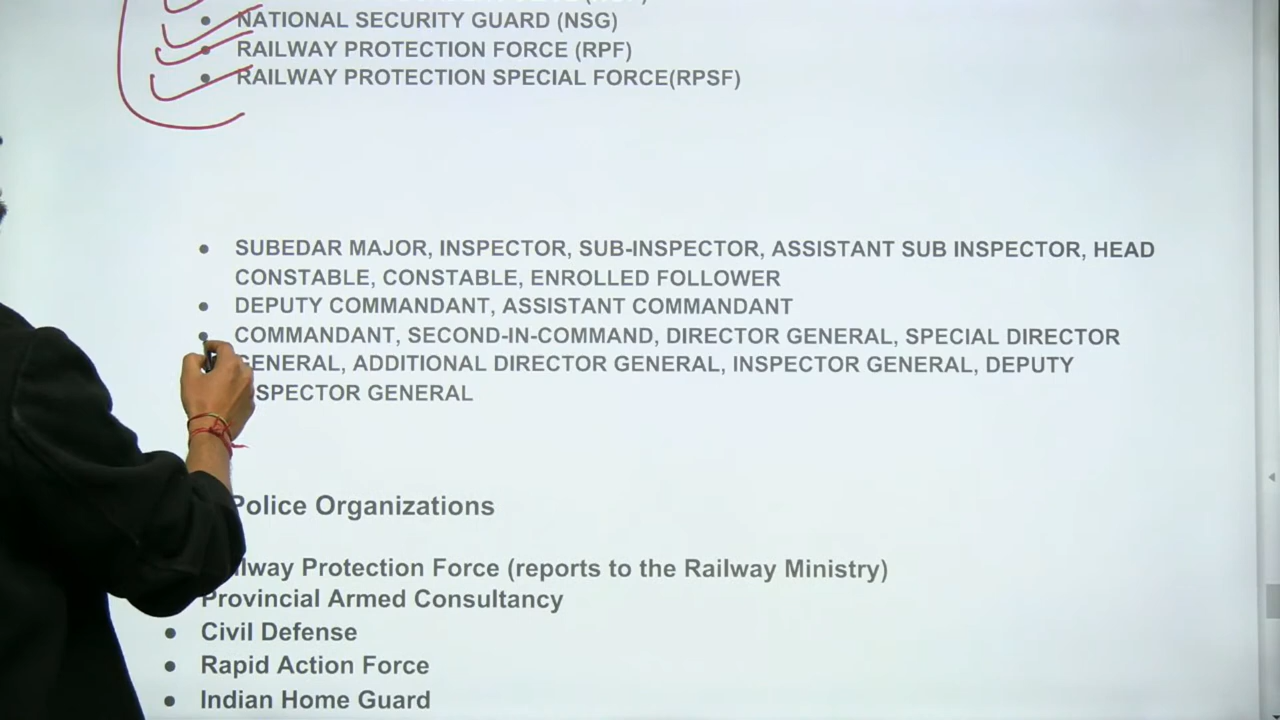 NATIONAL SECURITY GUARD (NSG)
RAILWAY PROTECTION FORCE (RPF)
RAILWAY PROTECTION SPECIAL FORCE(RPSF)
SUBEDAR MAJOR, INSPECTOR, SUB-INSPECTOR, ASSISTANT SUB INSPECTOR, HEAD
CONSTABLE, CONSTABLE, ENROLLED FOLLOWER
DEPUTY COMMANDANT, ASSISTANT COMMANDANT
COMMANDANT, SECOND-IN-COMMAND, DIRECTOR GENERAL, SPECIAL DIRECTOR
GENERAL, ADDITIONAL DIRECTOR GENERAL, INSPECTOR GENERAL, DEPUTY
SPECTOR GENERAL
Police Organizations
lway Protection Force (reports to the Railway Ministry)
Provincial Armed Consultancy
Civil Defense
Rapid Action Force
Indian Home Guard